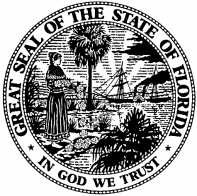 GREAT SEAL OF THE STATE OF FLORIDA
IN GOD WE TRUST